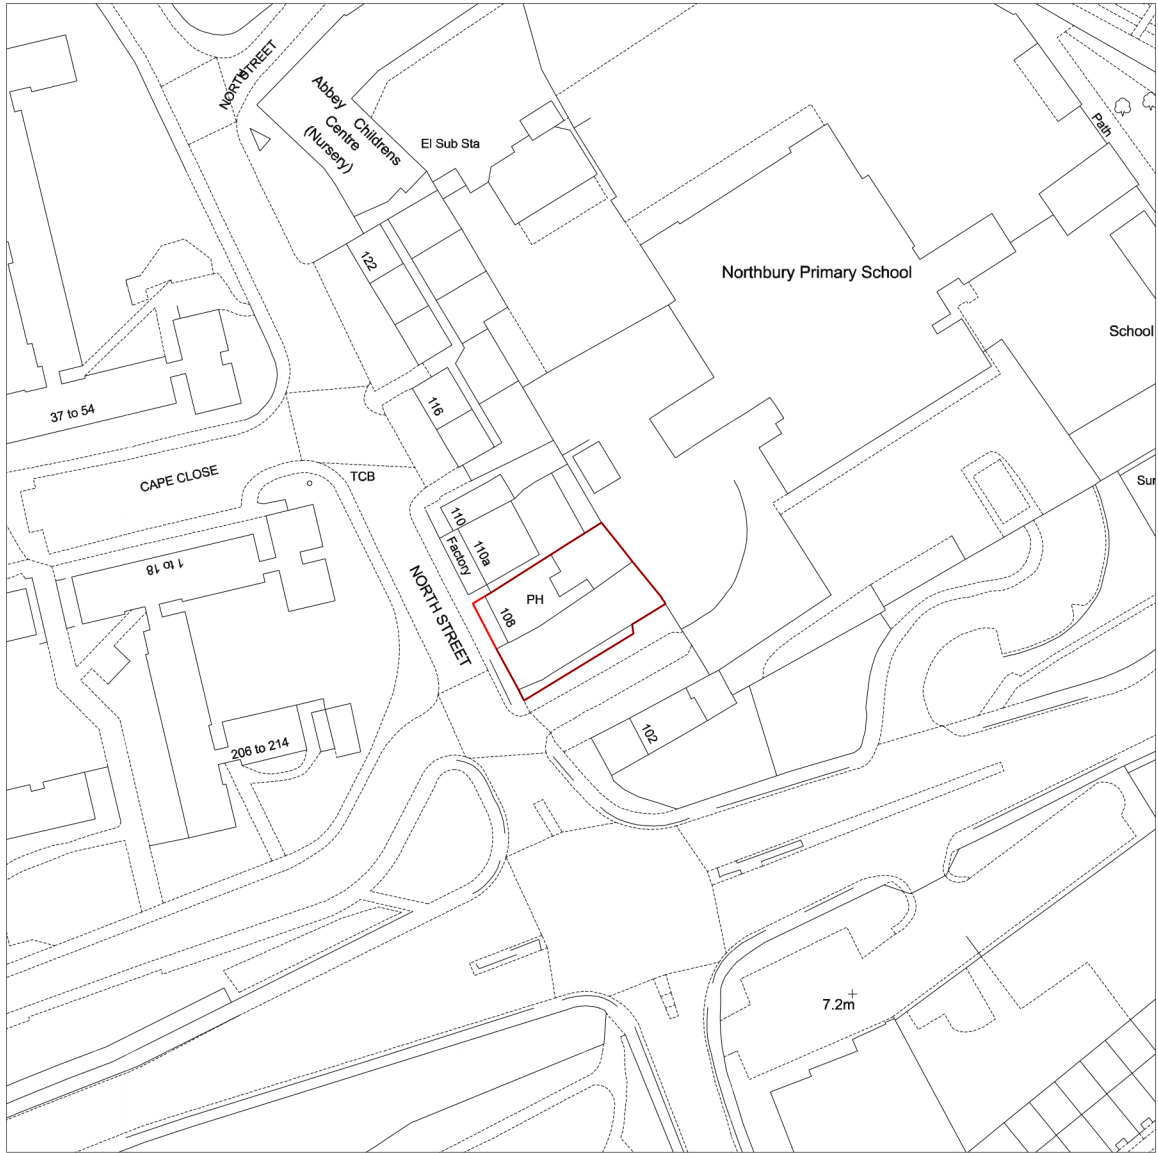 NORTH STREET
Abbey Childrens
Centre
(Nursery)
El Sub Sta
Path
122
Northbury Primary School
School
116
37 to 54
CAPE CLOSE
TCB
110
110a
Factory
1 to 18
NORTH STREET
108
PH
102
206 to 214
7.2m